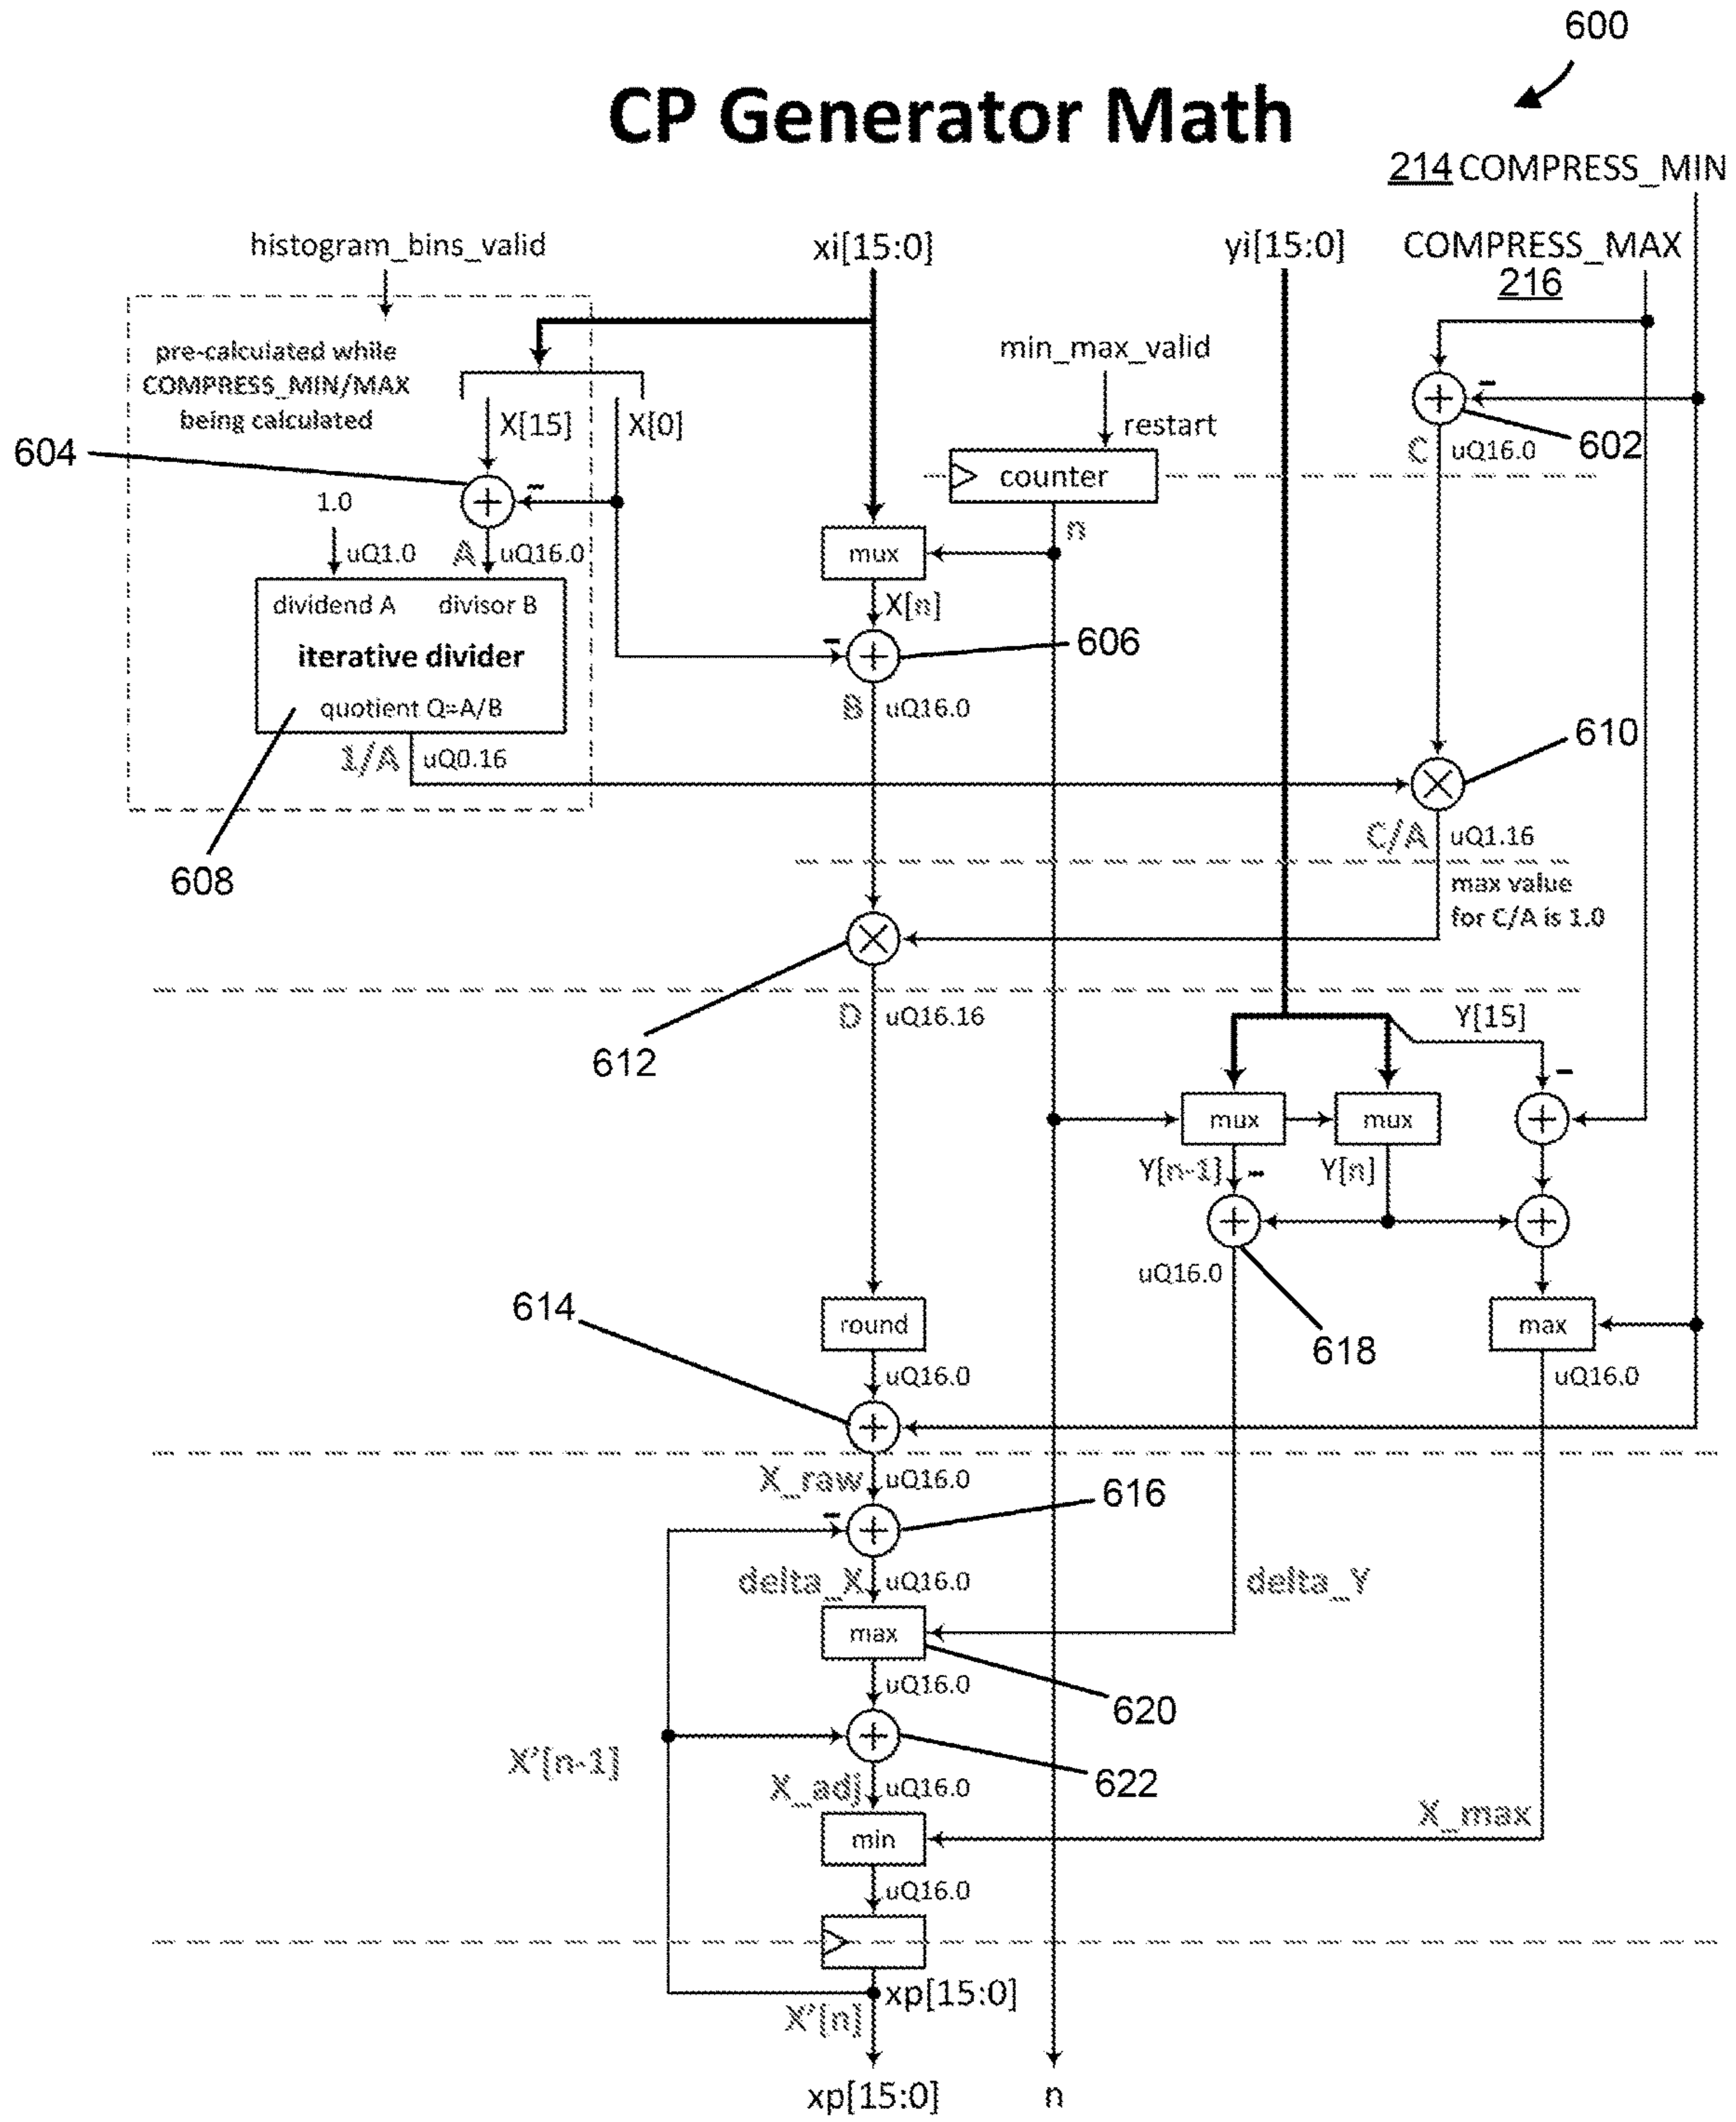 600
CP Generator Math
214 COMPRESS_MIN
histogram_bins_valid
xi[15:0]
yi[15:0]
COMPRESS_MAX
216
pre-calculated while
COMPRESS_MIN/MAX
being calculated
X[15]
X[0]
min_max_valid
restart
+
-
602
C
uQ16.0
604
+
-
counter
1.0
n
uQ1.0
A
uQ16.0
mux
dividend A
divisor B
X[n]
iterative divider
-
+
606
quotient Q=A/B
B
uQ16.0
610
1/A
uQ0.16
×
C/A
uQ1.16
608
max value
for C/A is 1.0
×
D
uQ16.16
Y[15]
612
-
mux
mux
+
Y[n-1]
-
Y[n]
+
+
uQ16.0
614
round
618
max
uQ16.0
uQ16.0
+
X_raw
uQ16.0
616
-
+
delta_X
uQ16.0
delta_Y
max
uQ16.0
620
+
X'[n-1]
622
X_adj
uQ16.0
X_max
min
uQ16.0
xp[15:0]
X'[n]
xp[15:0]
n